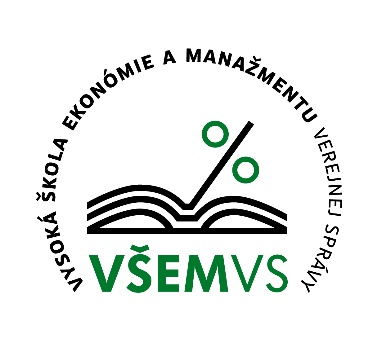 VYSOKÁ ŠKOLA EKONÓMIE A MANAŽMENTU VEREJNEJ SPRÁVY
VŠEMVS